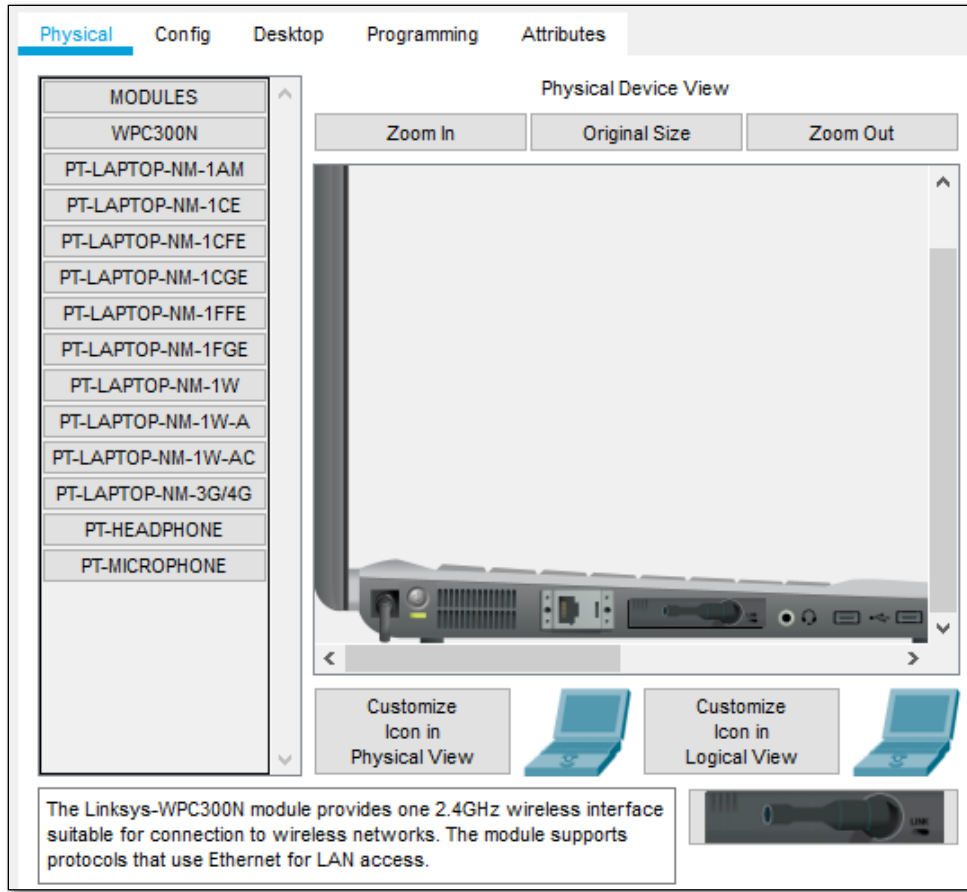 Physical Config Desktop Programming Attributes
MODULES
WPC300N
PT-LAPTOP-NM-1AM
PT-LAPTOP-NM-1CE
PT-LAPTOP-NM-1CFE
PT-LAPTOP-NM-1CGE
PT-LAPTOP-NM-1FFE
PT-LAPTOP-NM-1FGE
PT-LAPTOP-NM-1W
PT-LAPTOP-NM-1W-A
PT-LAPTOP-NM-1W-AC
PT-LAPTOP-NM-3G/4G
PT-HEADPHONE
PT-MICROPHONE
Physical Device View
Zoom In Original Size Zoom Out
Customize
Icon in
Physical View
Customize
Icon in
Logical View
The Linksys-WPC300N module provides one 2.4GHz wireless interface
suitable for connection to wireless networks. The module supports
protocols that use Ethernet for LAN access.
LINK